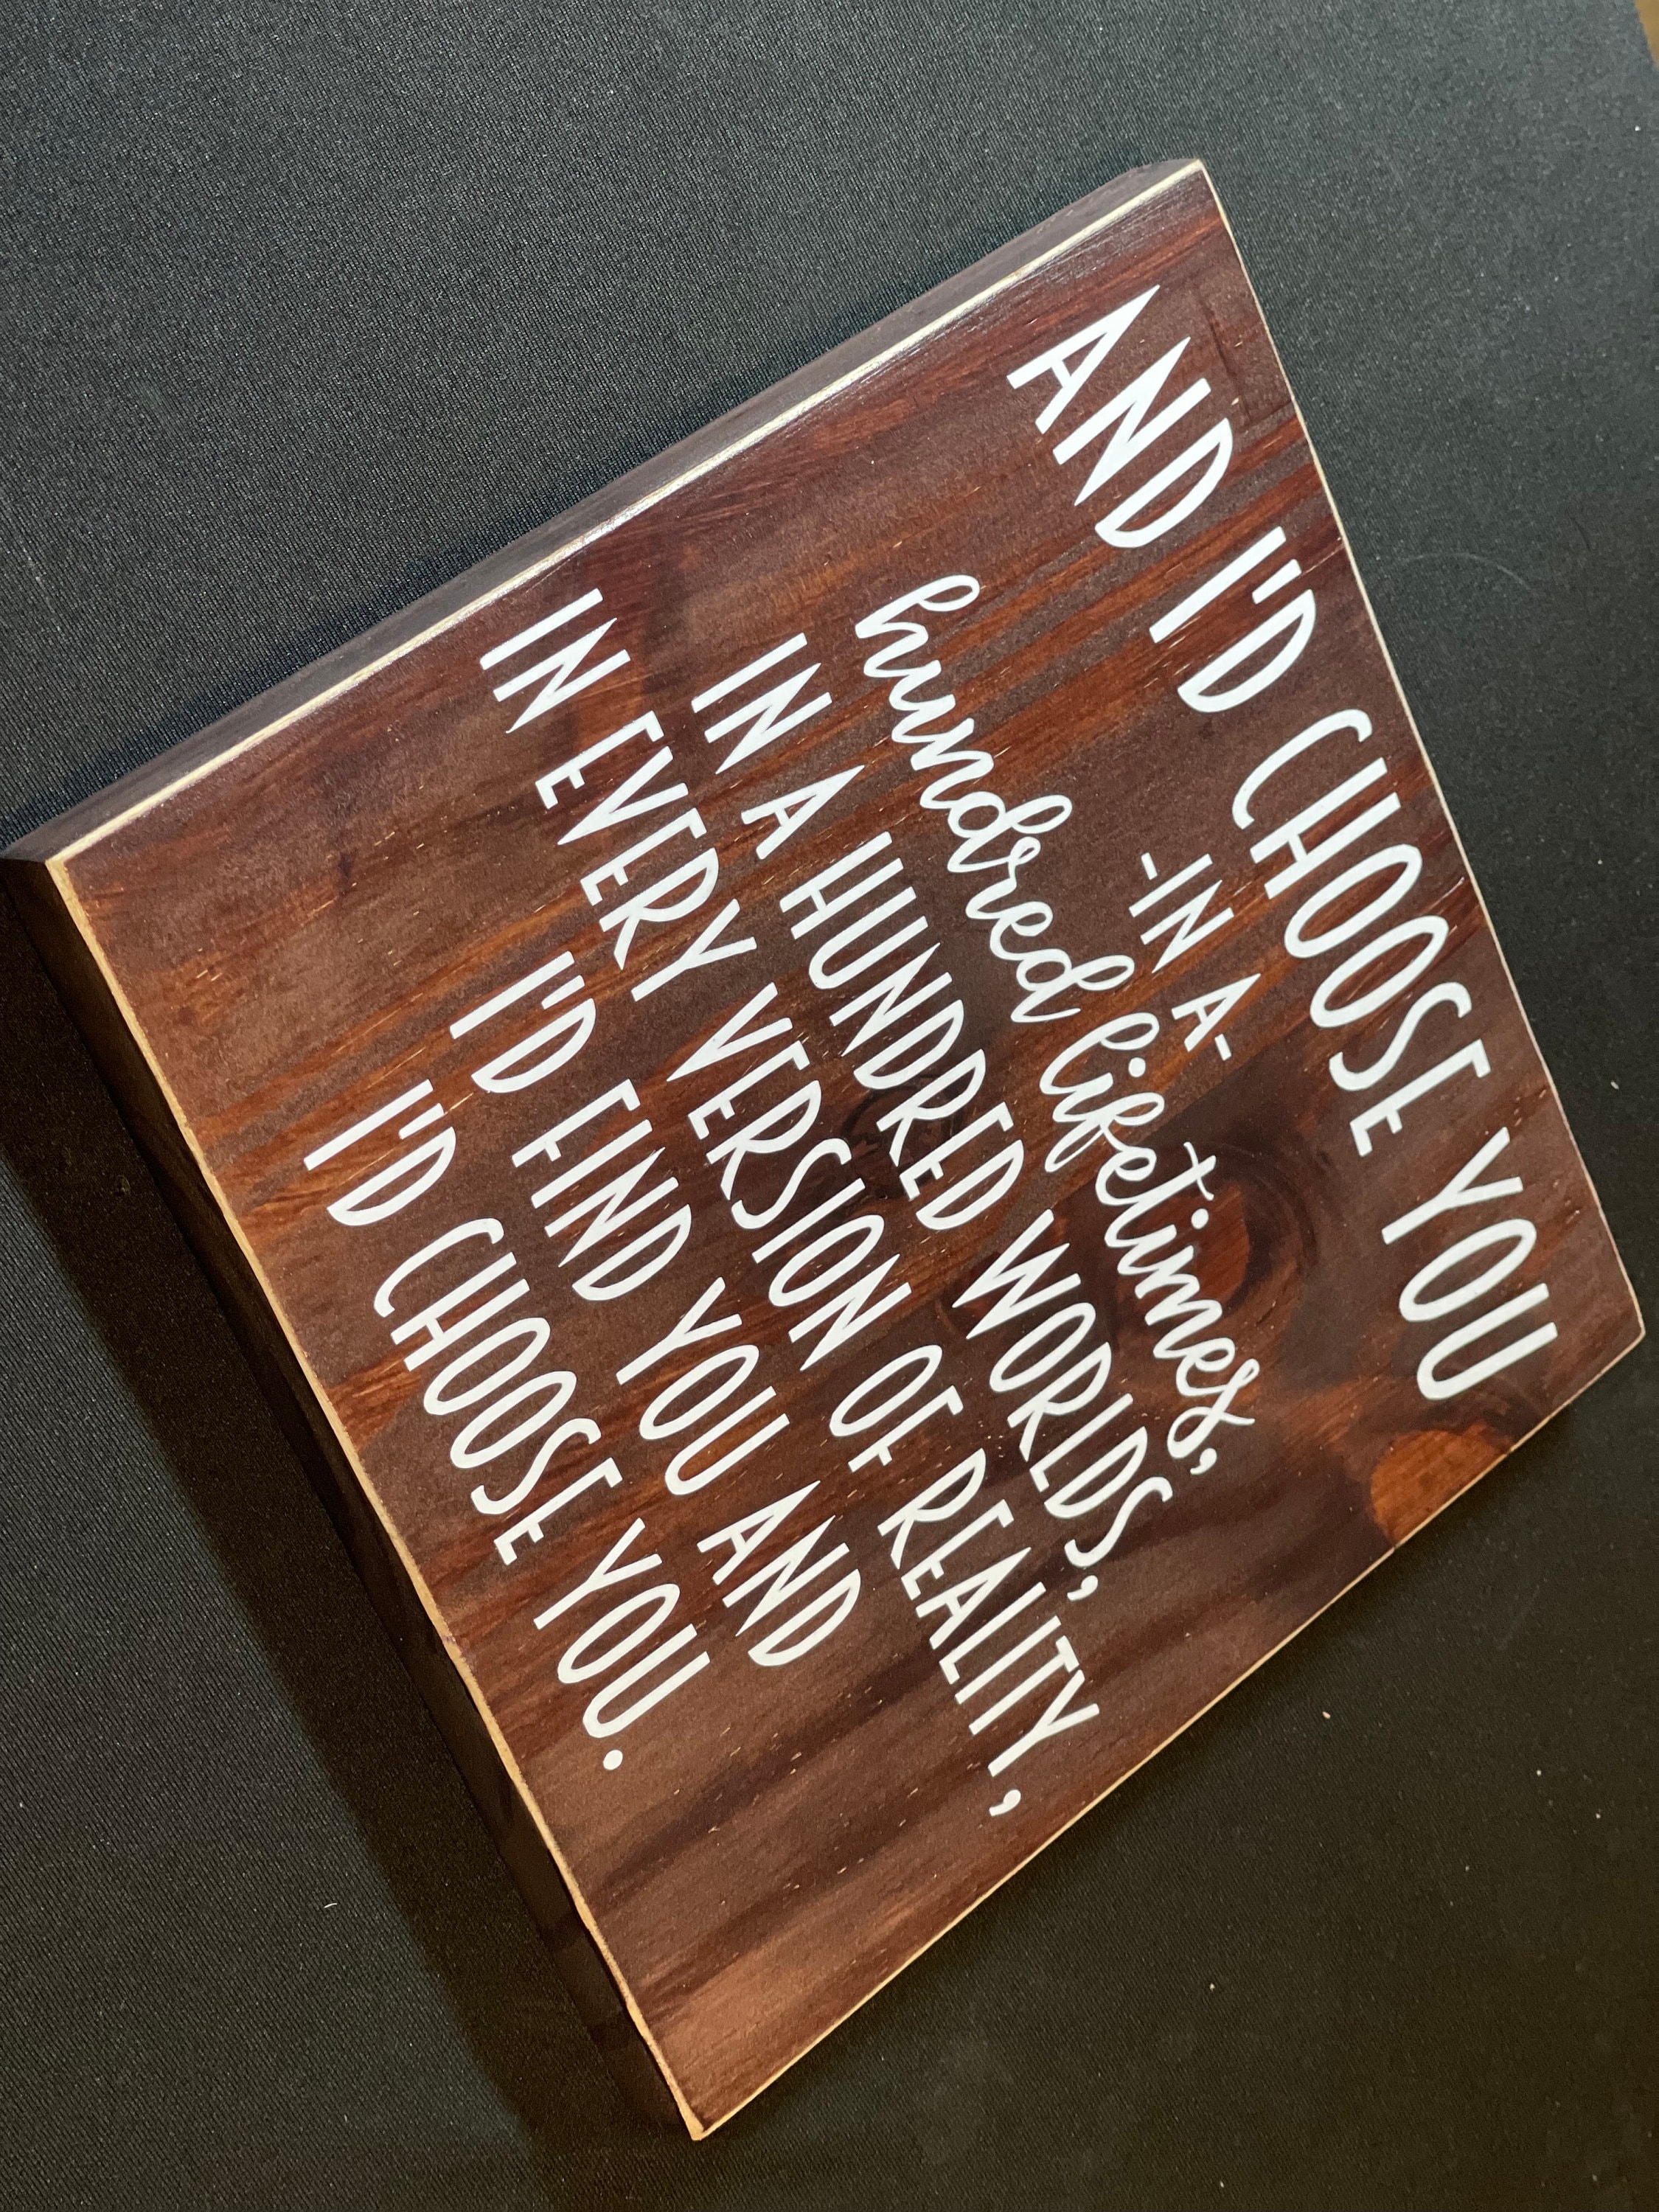 AND I'D CHOOSE YOU
-IN A-
hundred lifetimes,
IN A HUNDRED WORLDS,
IN EVERY VERSION OF REALITY,
I'D FIND YOU AND
I'D CHOOSE YOU.